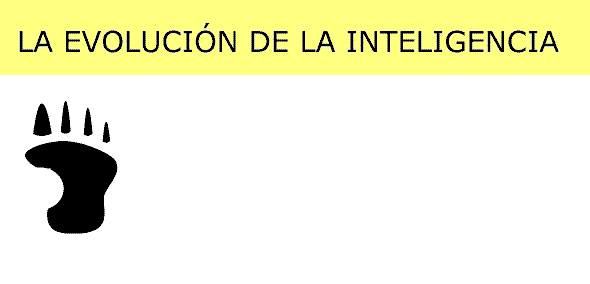 LA EVOLUCIÓN DE LA INTELIGENCIA